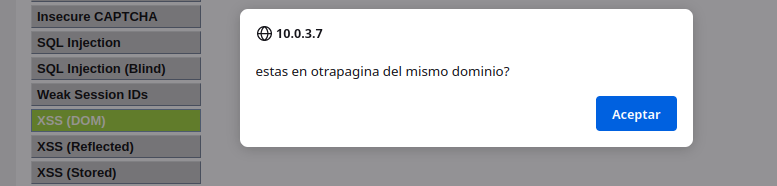 Insecure CAPTCHA
SQL Injection
SQL Injection (Blind)
Weak Session IDs
XSS (DOM)
XSS (Reflected)
XSS (Stored)
10.0.3.7
estas en otrapagina del mismo dominio?
Aceptar